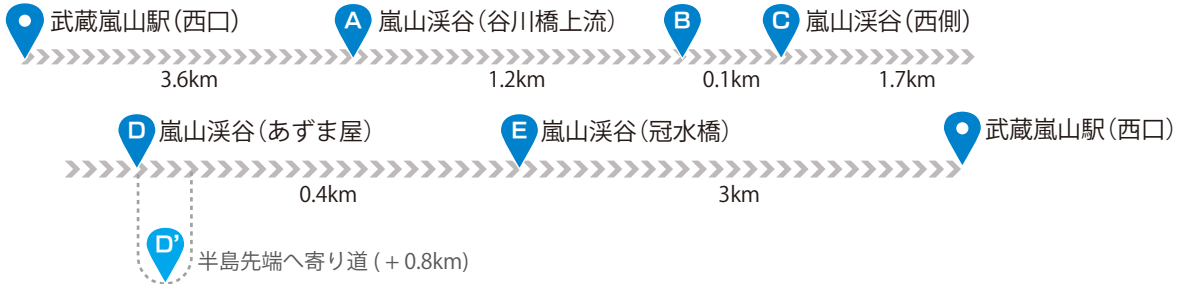 武蔵嵐山駅(西口) A 嵐山渓谷(谷川橋上流) B C 嵐山渓谷(西側)
3.6km 1.2km 0.1km 1.7km
D 嵐山渓谷(あずま屋) E 嵐山渓谷(冠水橋) 武蔵嵐山駅(西口)
0.4km 3km
D’ 半島先端へ寄り道 ( + 0.8km)